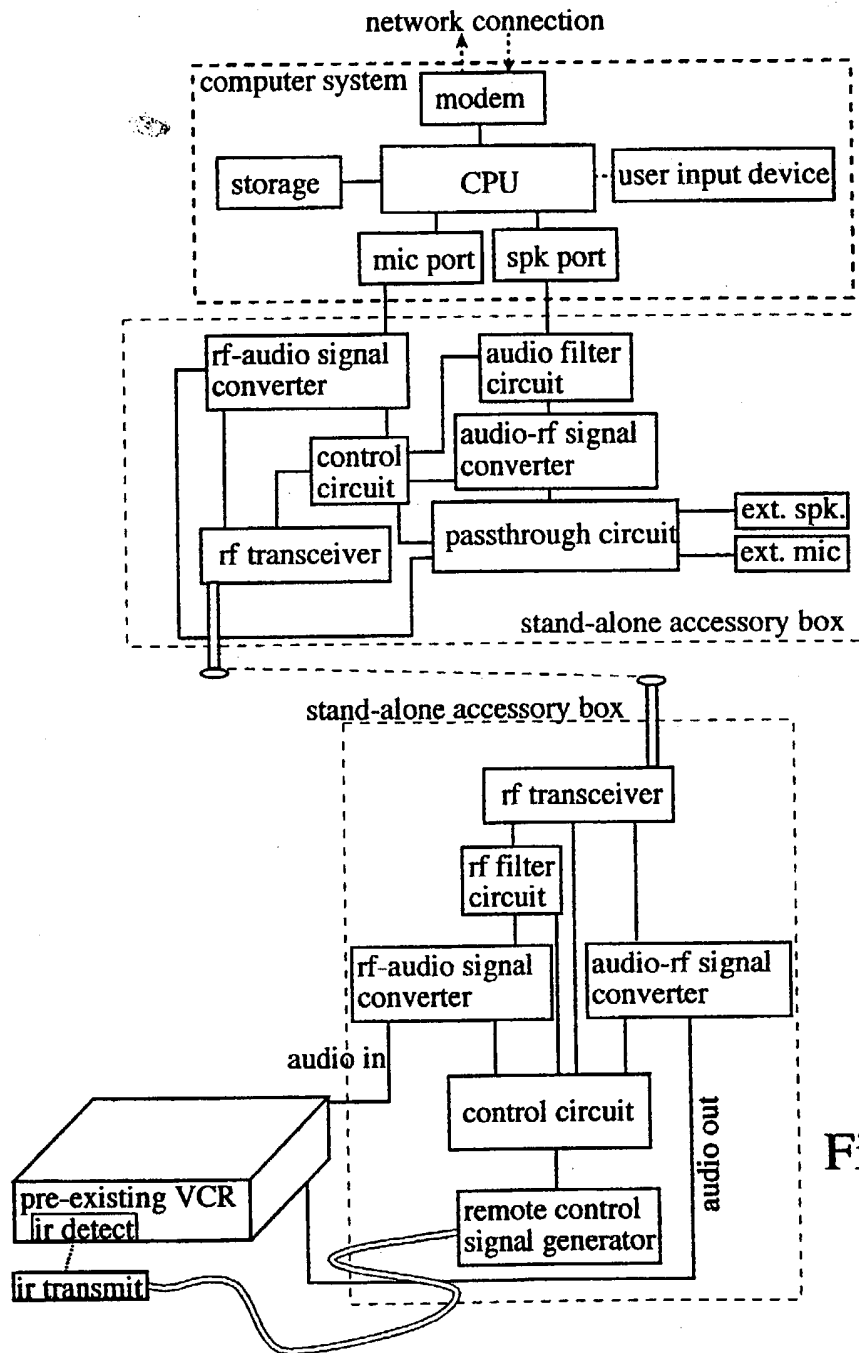 network connection
computer system
modem
storage
CPU
user input device
mic port
spk port
rf-audio signal
converter
audio filter
circuit
control
circuit
audio-rf signal
converter
rf transceiver
passthrough circuit
ext. spk.
ext. mic
stand-alone accessory box
stand-alone accessory box
rf transceiver
rf filter
circuit
rf-audio signal
converter
audio-rf signal
converter
audio in
control circuit
audio out
pre-existing VCR
ir detect
remote control
signal generator
ir transmit